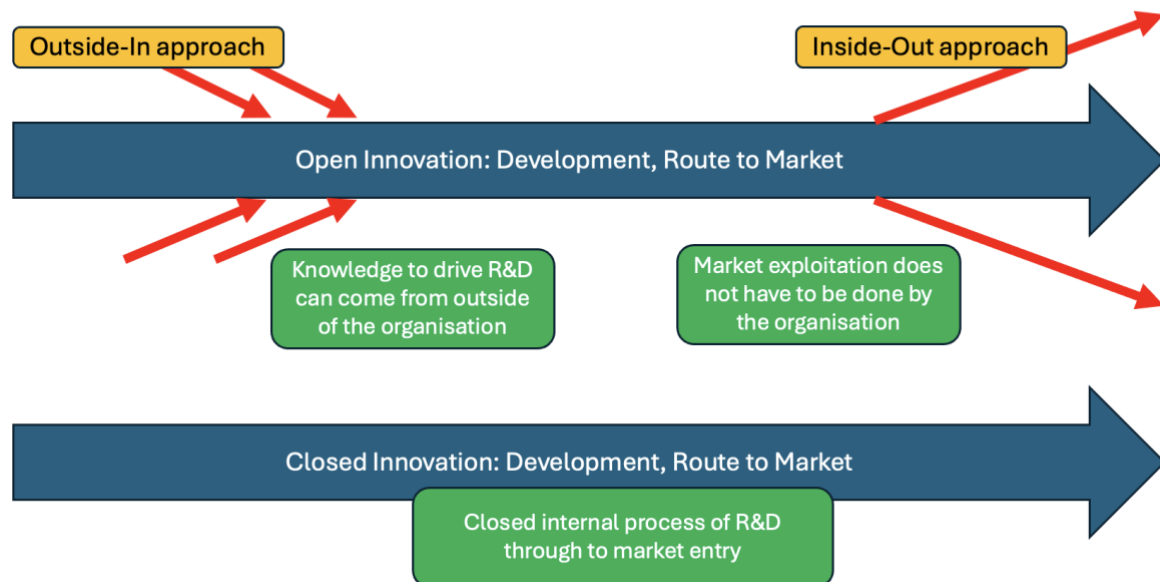 Outside-In approach
Inside-Out approach
Open Innovation: Development, Route to Market
Knowledge to drive R&D
can come from outside
of the organisation
Market exploitation does
not have to be done by
the organisation
Closed Innovation: Development, Route to Market
Closed internal process of R&D
through to market entry